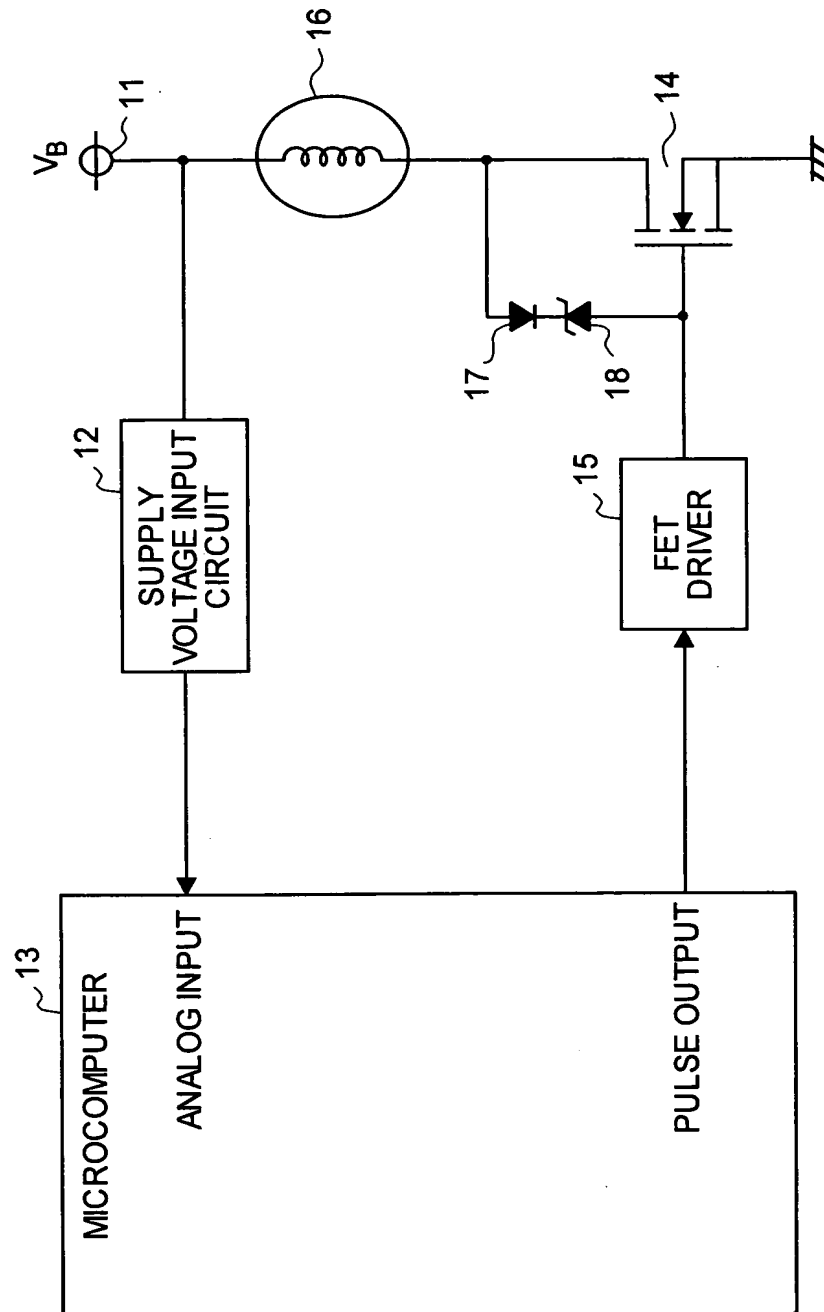 13
MICROCOMPUTER
ANALOG INPUT
PULSE OUTPUT
12
SUPPLY
VOLTAGE INPUT
CIRCUIT
15
FET
DRIVER
17
18
VB
11
16
14